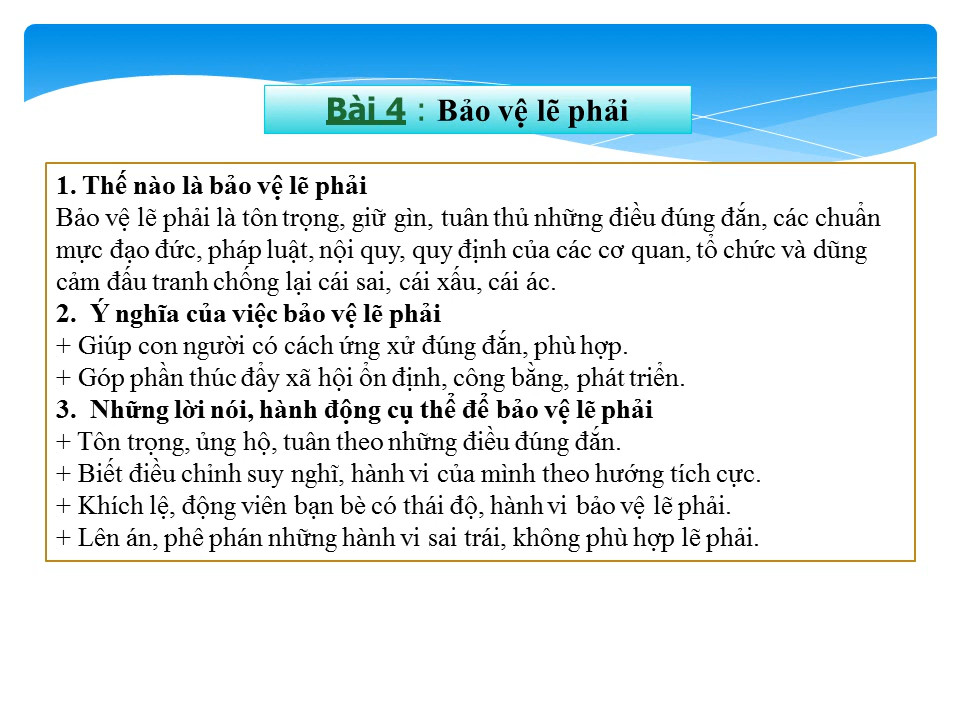 Bài 4 : Bảo vệ lẽ phải
1. Thế nào là bảo vệ lẽ phải
Bảo vệ lẽ phải là tôn trọng, giữ gìn, tuân thủ những điều đúng đắn, các chuẩn
mực đạo đức, pháp luật, nội quy, quy định của các cơ quan, tổ chức và dũng
cảm đấu tranh chống lại cái sai, cái xấu, cái ác.
2. Ý nghĩa của việc bảo vệ lẽ phải
+ Giúp con người có cách ứng xử đúng đắn, phù hợp.
+ Góp phần thúc đẩy xã hội ổn định, công bằng, phát triển.
3. Những lời nói, hành động cụ thể để bảo vệ lẽ phải
+ Tôn trọng, ủng hộ, tuân theo những điều đúng đắn.
+ Biết điều chỉnh suy nghĩ, hành vi của mình theo hướng tích cực.
+ Khích lệ, động viên bạn bè có thái độ, hành vi bảo vệ lẽ phải.
+ Lên án, phê phán những hành vi sai trái, không phù hợp lẽ phải.